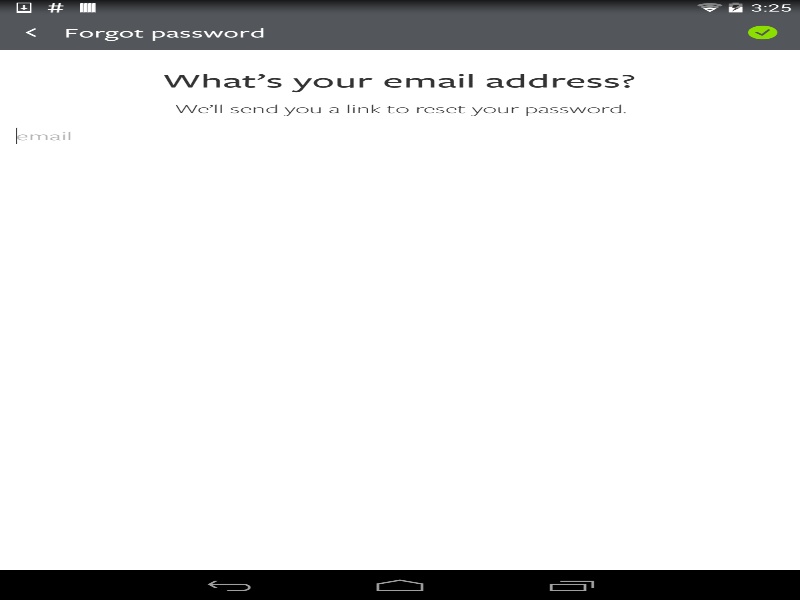 3:25
< Forgot password
What's your email address?
We'll send you a link to reset your password.
email